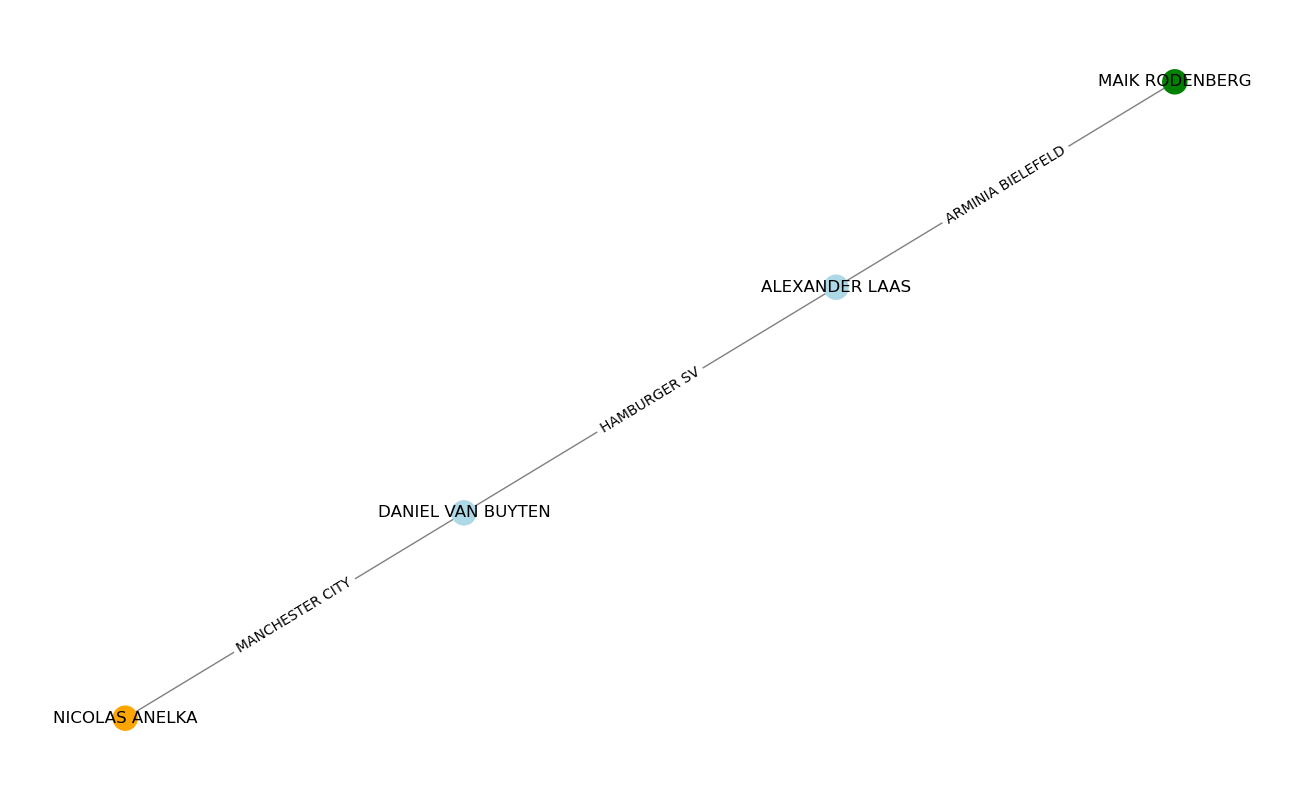 MAIK RODENBERG
ARMINIA BIELEFELD
ALEXANDER LAAS
HAMBURGER SV
DANIEL VAN BUYTEN
MANCHESTER CITY
NICOLAS ANELKA